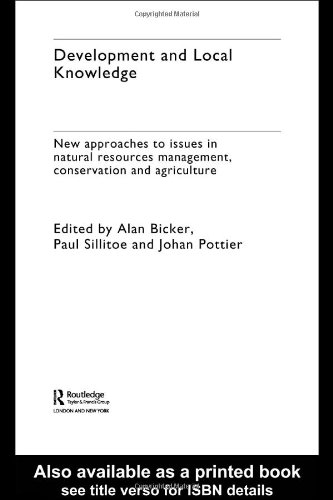 Development and Local
Knowledge
New approaches to issues in
natural resources management,
conservation and agriculture
Edited by Alan Bicker,
Paul Sillitoe and Johan Pottier
Routledge
Taylor & Francis Group
LONDON AND NEW YORK
Also available as a printed book
see title verso for ISBN details